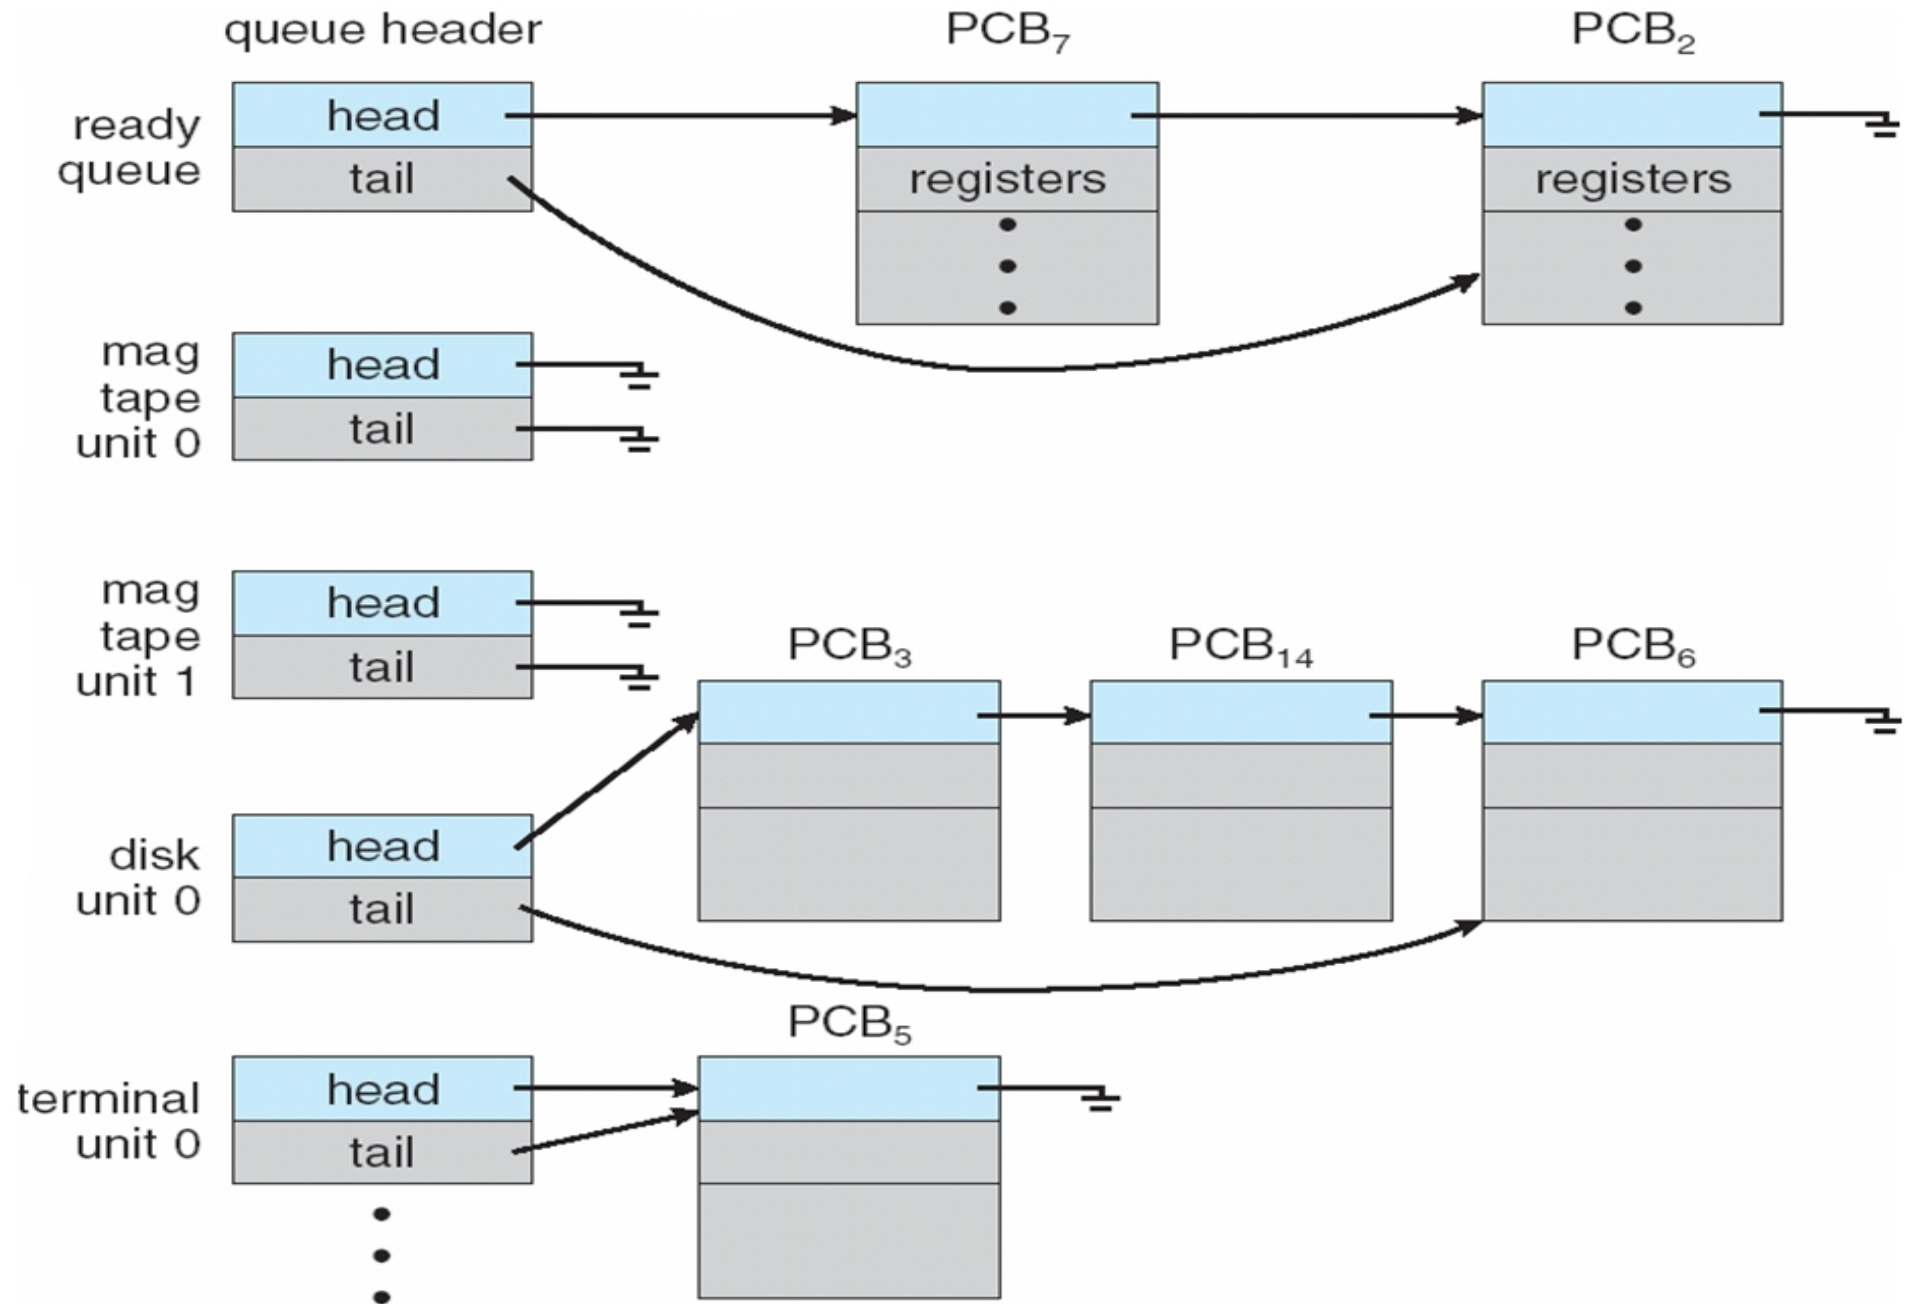 queue header
PCB₇
PCB₂
ready
queue
head
tail
registers
registers
mag
tape
unit 0
head
tail
mag
tape
unit 1
head
tail
PCB₃
PCB₁₄
PCB₆
disk
unit 0
head
tail
PCB₅
terminal
unit 0
head
tail